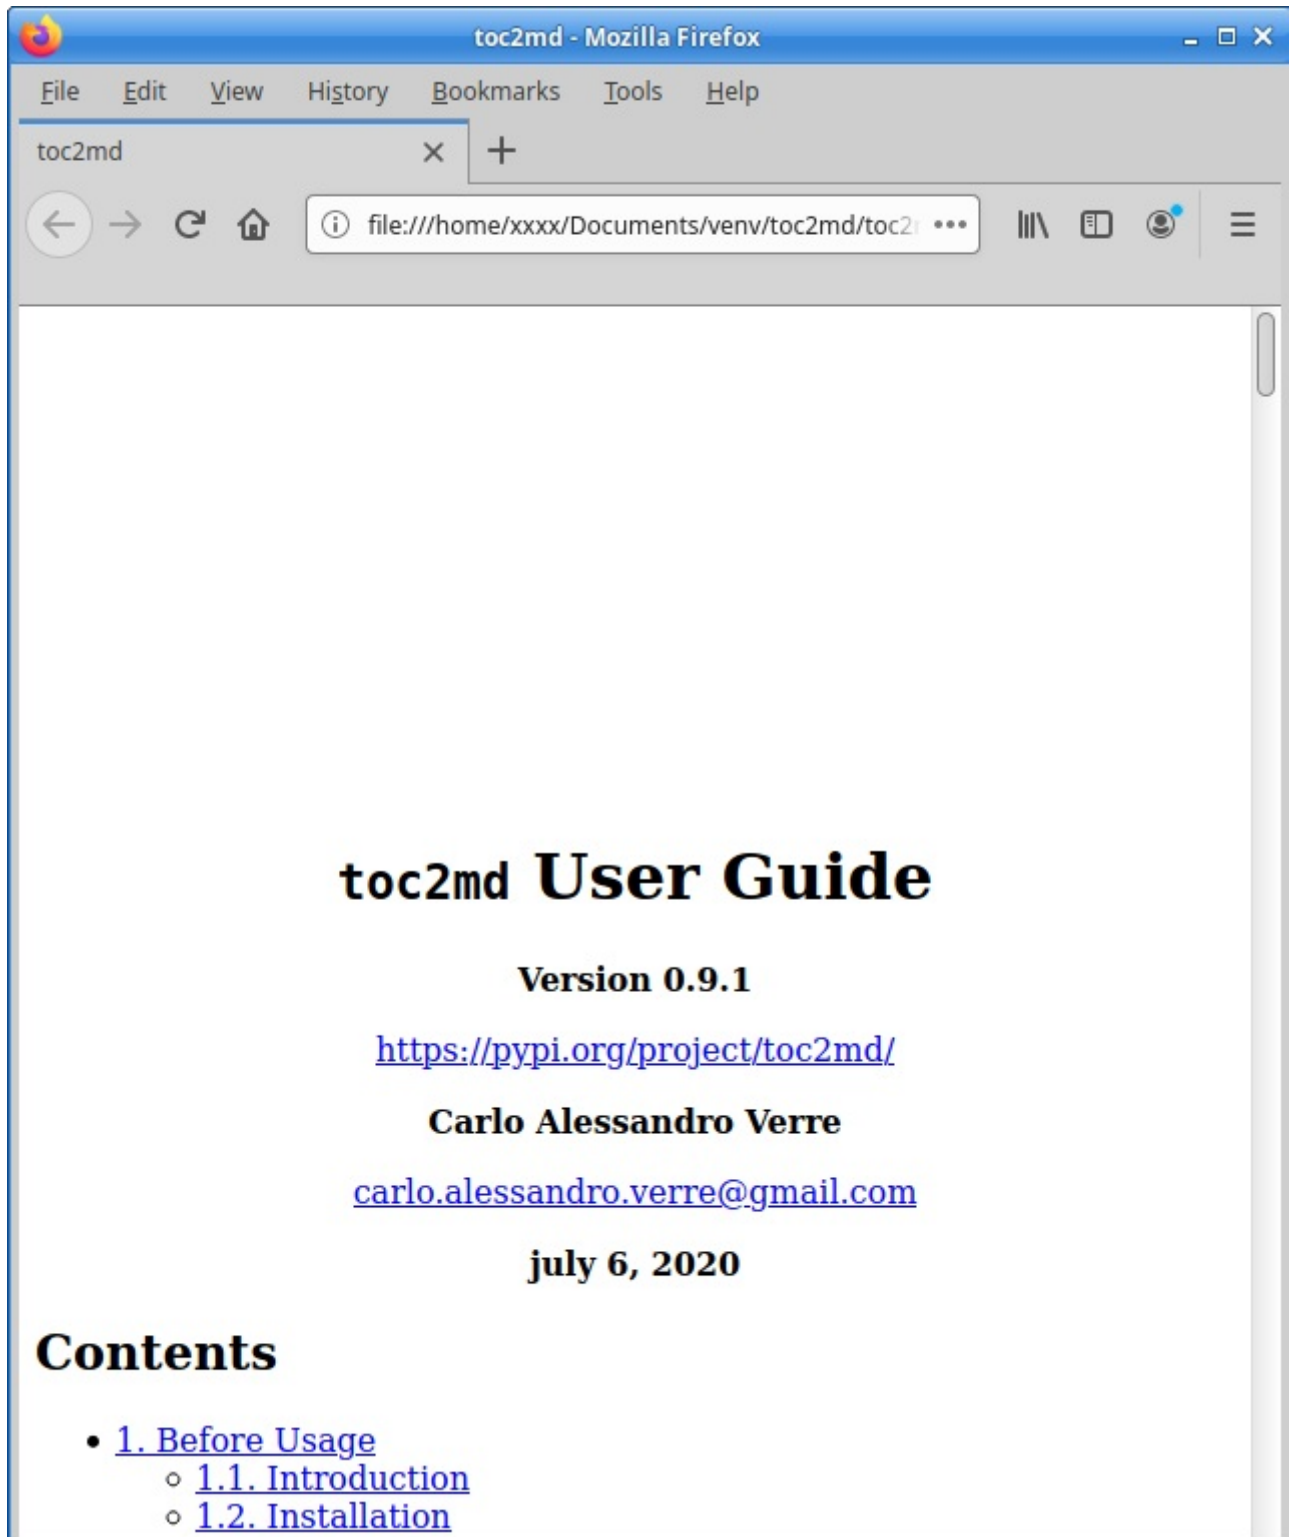 toc2md - Mozilla Firefox
File Edit View History Bookmarks Tools Help
toc2md
file:///home/xxxx/Documents/venv/toc2md/toc2
toc2md User Guide
Version 0.9.1
https://pypi.org/project/toc2md/
Carlo Alessandro Verre
carlo.alessandro.verre@gmail.com
july 6, 2020
Contents
1. Before Usage
1.1. Introduction
1.2. Installation